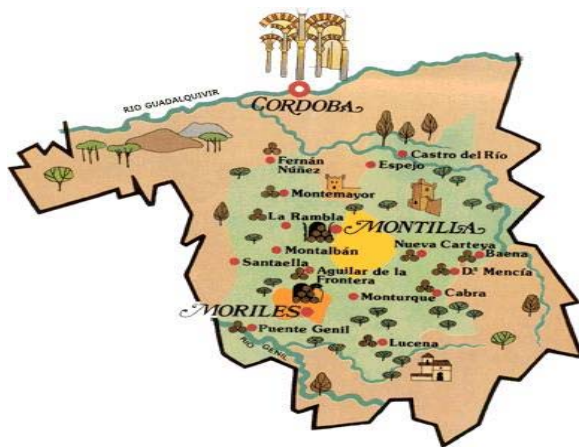 RIO GUADALQUIVIR
CORDOBA
Castro del Río
Fernán
Núñez
Espejo
Montemayor
La Rambla
MONTILLA
Nueva Carteya
Baena
Montalbán
Santaella
Aguilar de la
Frontera
D.ª Mencía
Cabra
Monturque
MORILES
Puente Genil
Lucena
RIO GENIL